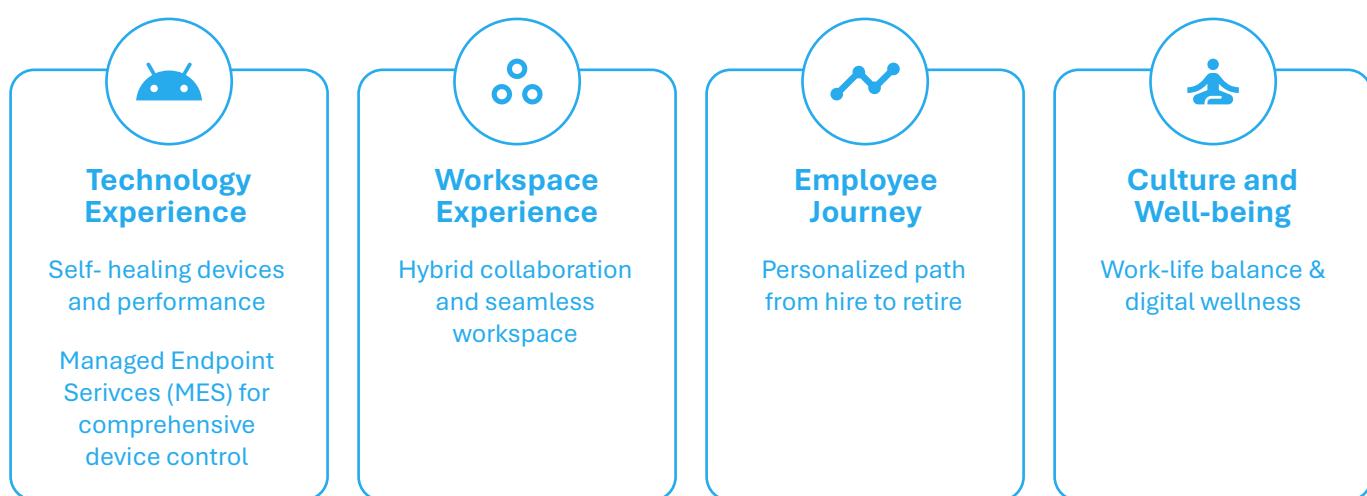 Technology
Experience
Self- healing devices
and performance
Managed Endpoint
Serivces (MES) for
comprehensive
device control
Workspace
Experience
Hybrid collaboration
and seamless
workspace
Employee
Journey
Personalized path
from hire to retire
Culture and
Well-being
Work-life balance &
digital wellness